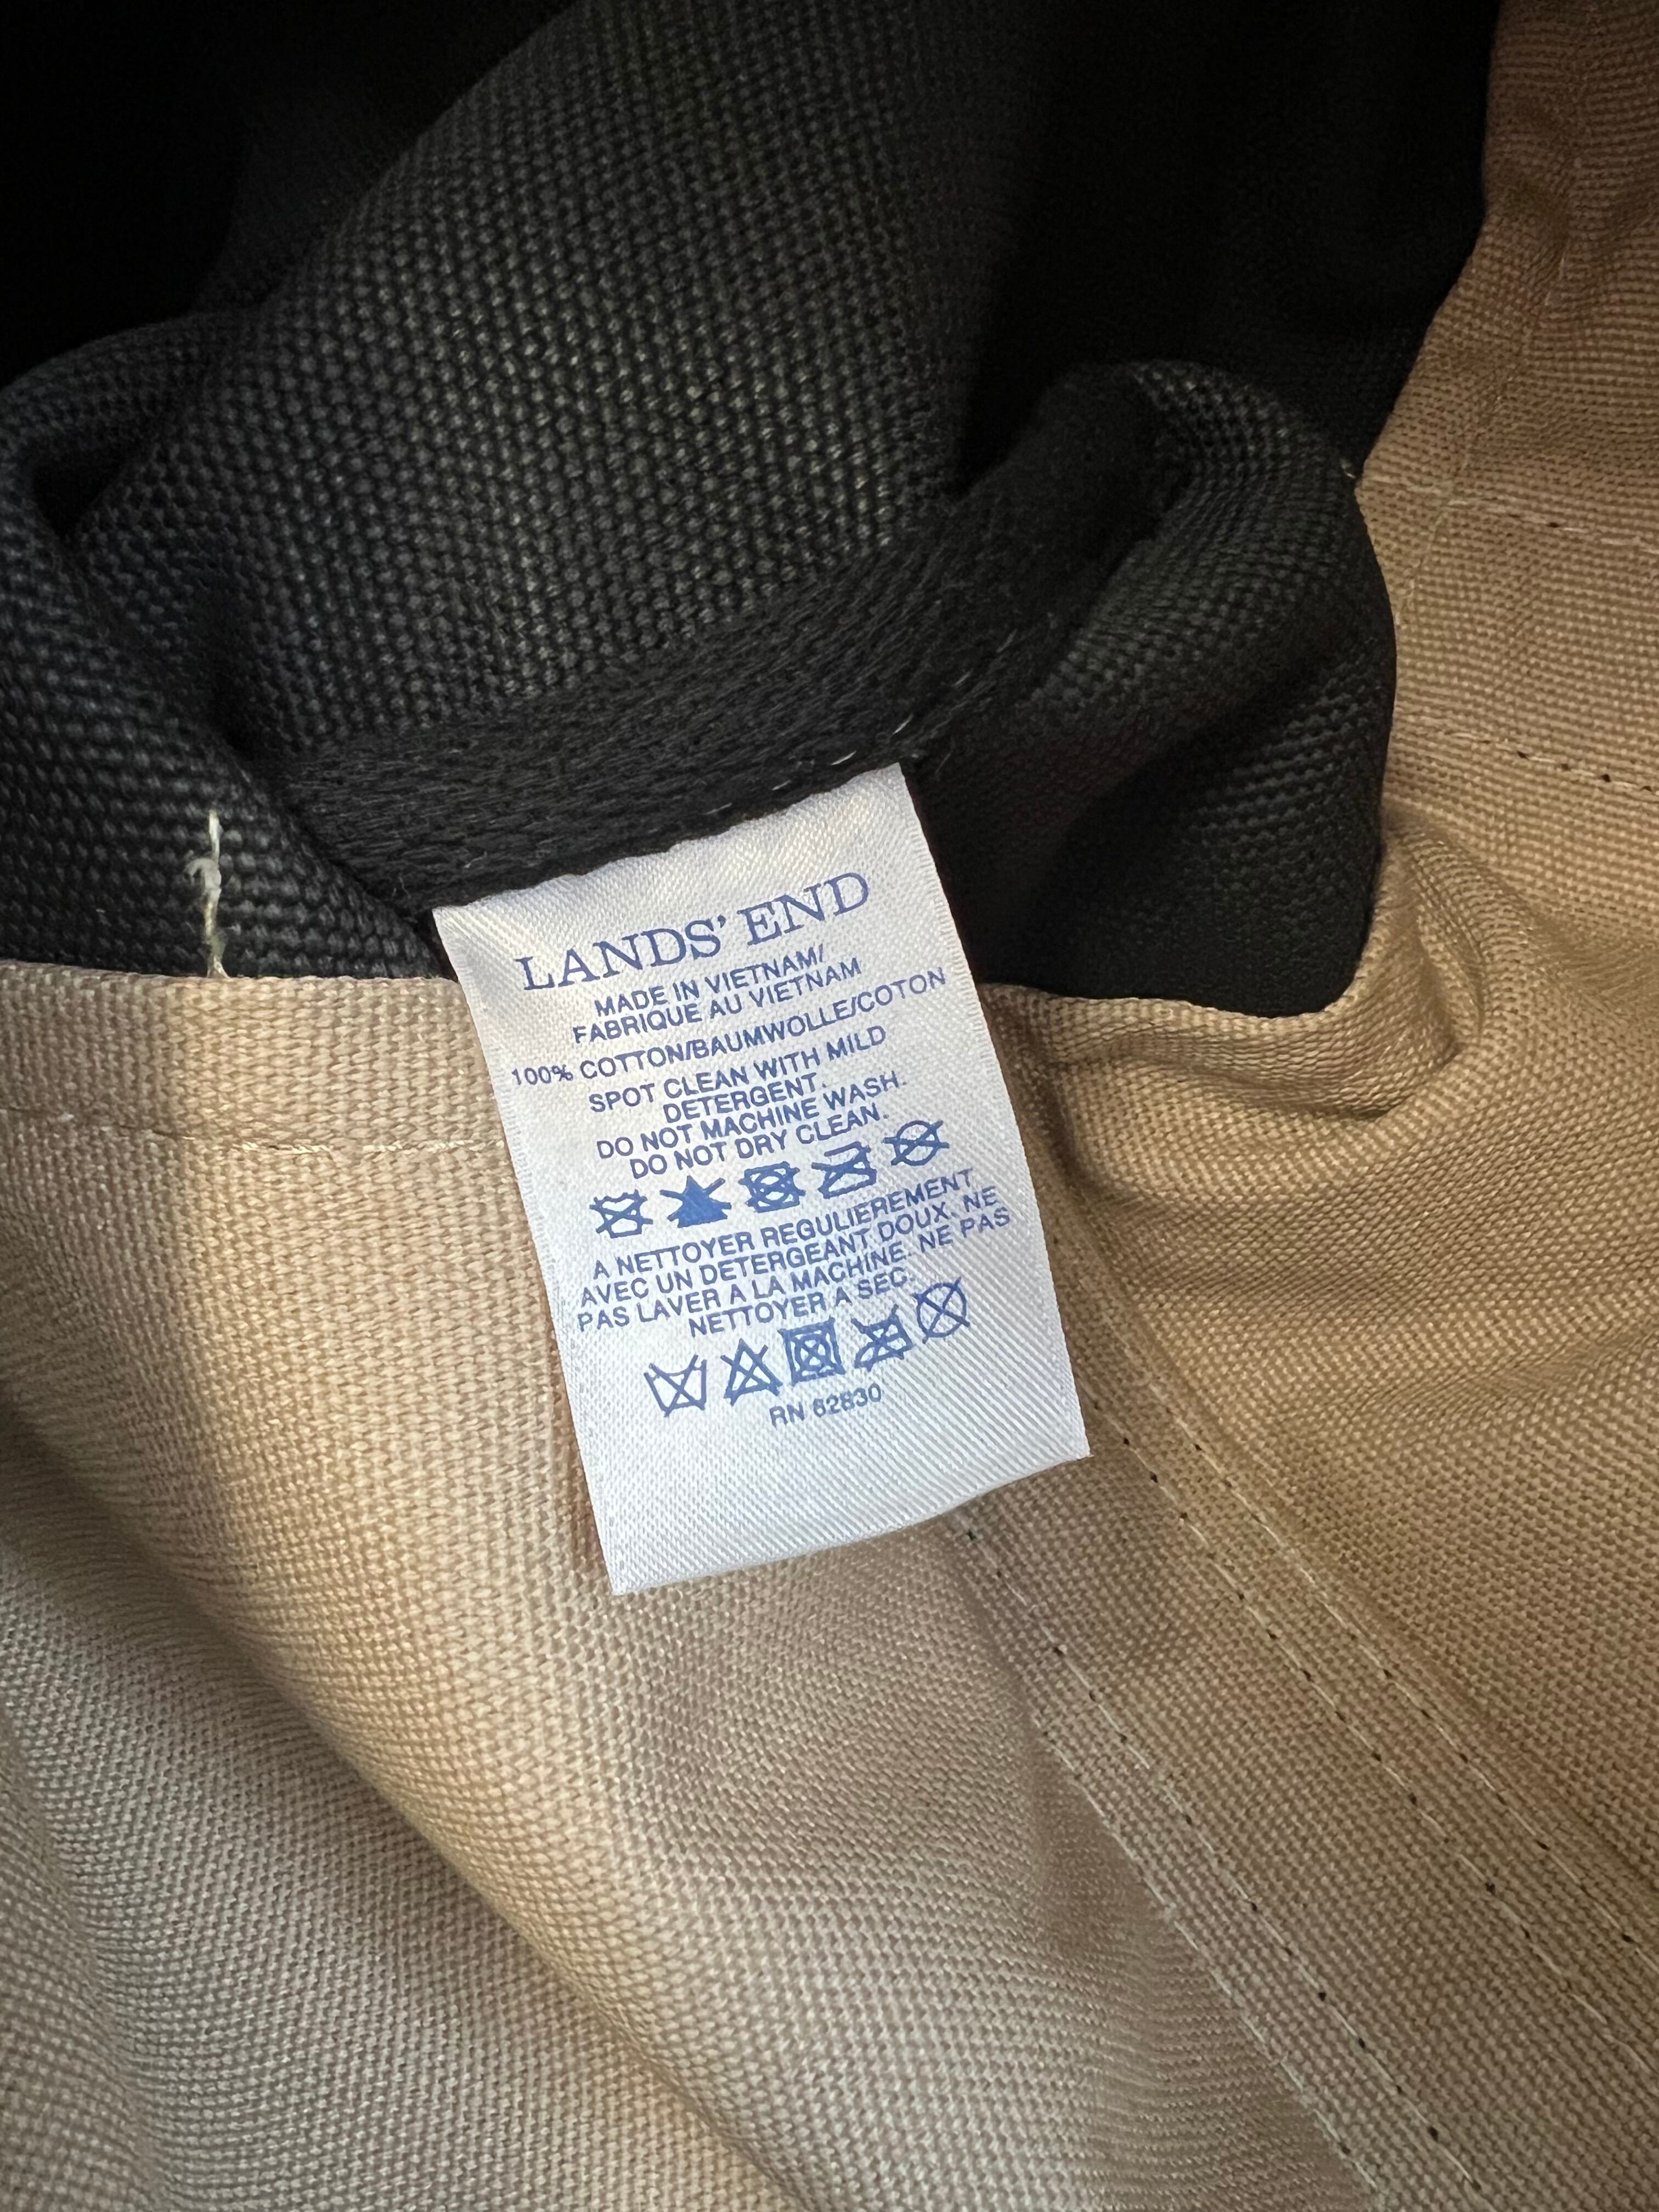 LANDS' END
MADE IN VIETNAM/
FABRIQUE AU VIETNAM
100% COTTON/BAUMWOLLE/COTON
SPOT CLEAN WITH MILD
DETERGENT.
DO NOT MACHINE WASH.
DO NOT DRY CLEAN.
A NETTOYER REGULIEREMENT
AVEC UN DETERGEANT DOUX. NE
PAS LAVER A LA MACHINE. NE PAS
NETTOYER A SEC.
RN 62830